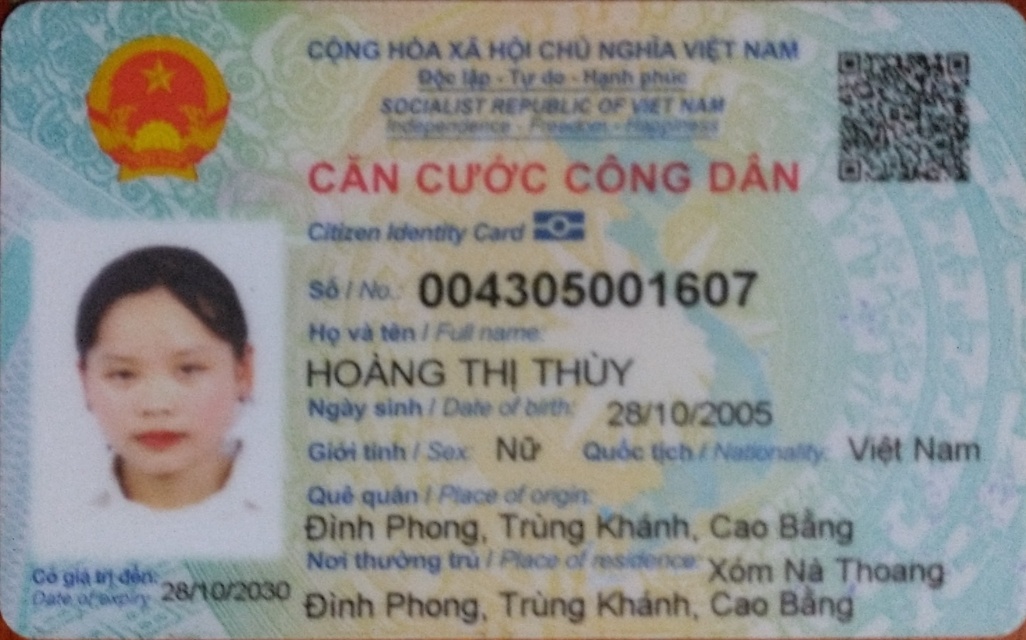 CỘNG HÒA XÃ HỘI CHỦ NGHĨA VIỆT NAM
Độc lập - Tự do - Hạnh phúc
SOCIALIST REPUBLIC OF VIET NAM
Independence - Freedom - Happiness
CĂN CƯỚC CÔNG DÂN
Citizen Identity Card
Số / No.: 004305001607
Họ và tên / Full name:
HOÀNG THỊ THÙY
Ngày sinh / Date of birth: 28/10/2005
Giới tính / Sex: Nữ Quốc tịch / Nationality: Việt Nam
Quê quán / Place of origin:
Đình Phong, Trùng Khánh, Cao Bằng
Nơi thường trú / Place of residence: Xóm Nà Thoang
Đình Phong, Trùng Khánh, Cao Bằng
Có giá trị đến: 28/10/2030
Date of expiry